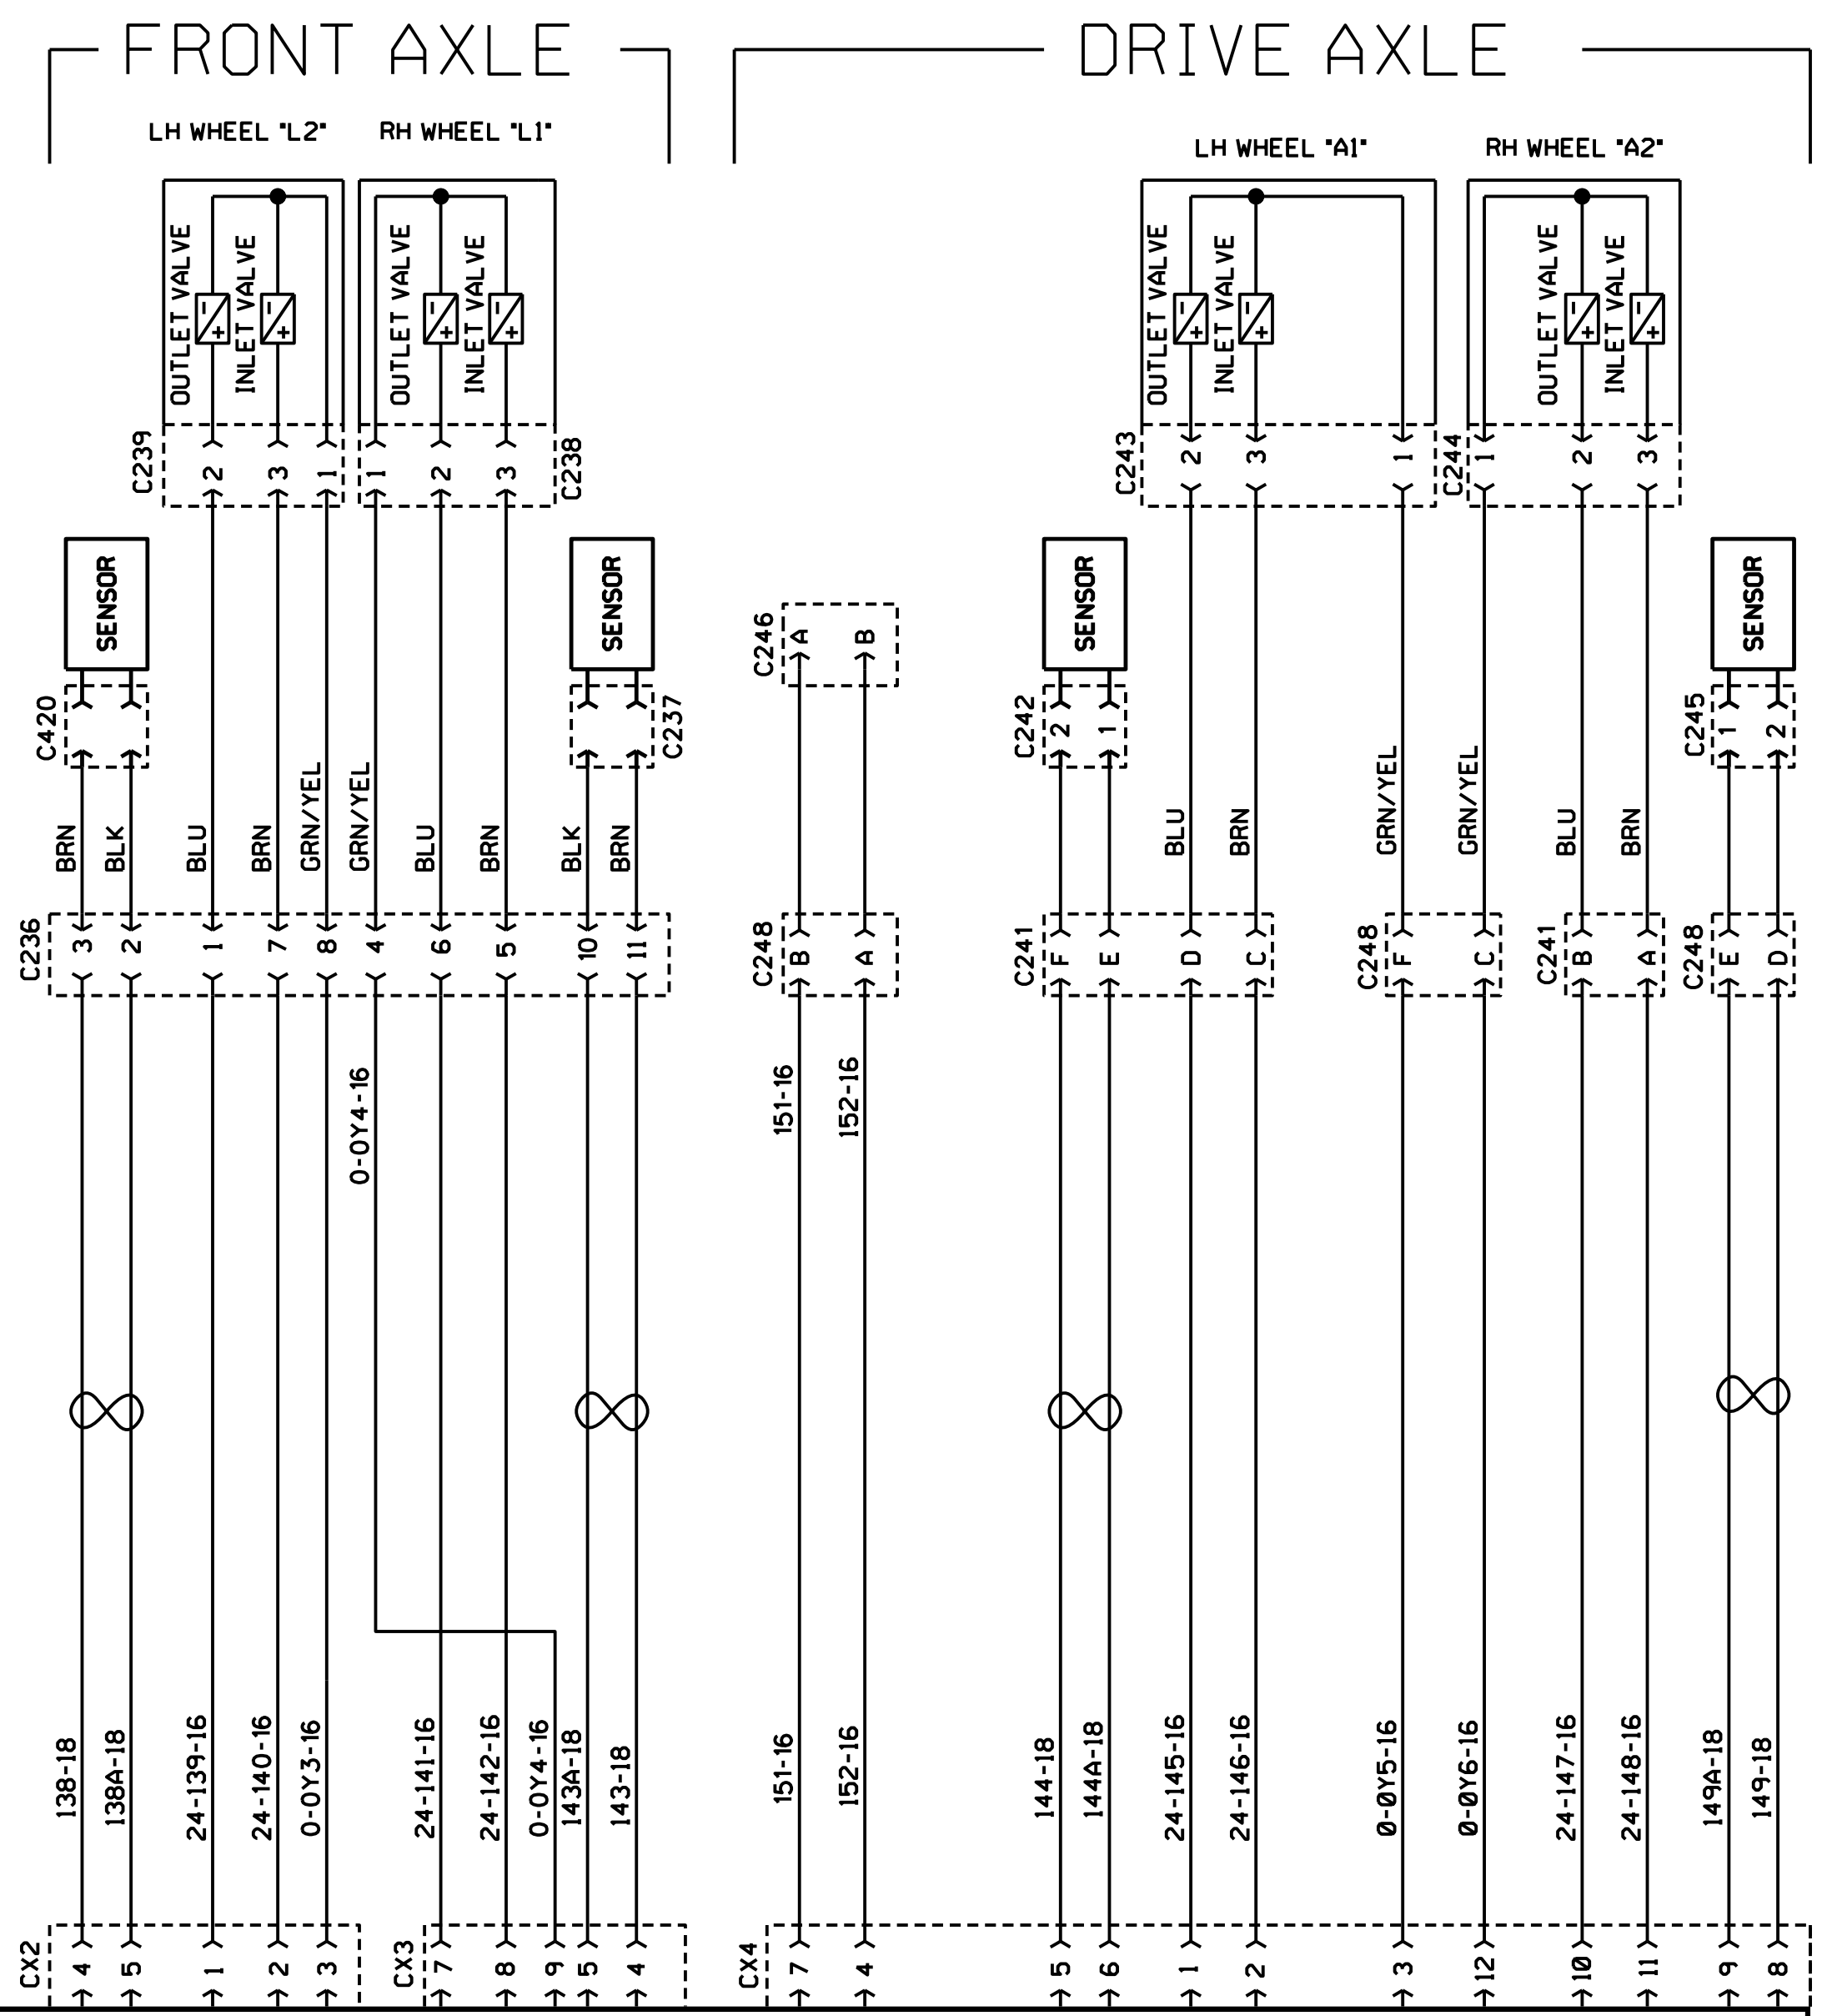 FRONT AXLE
DRIVE AXLE
LH WHEEL "L2"
RH WHEEL "L1"
LH WHEEL "A1"
RH WHEEL "A2"
OUTLET VALVE
INLET VALVE
OUTLET VALVE
INLET VALVE
OUTLET VALVE
INLET VALVE
OUTLET VALVE
INLET VALVE
C239
2
3
1
1
2
3
C238
C243
2
3
1
C244
1
2
3
SENSOR
SENSOR
SENSOR
SENSOR
C246
A
B
C420
C237
C242
2
1
C245
1
2
BRN
BLK
BLU
BRN
GRN/YEL
GRN/YEL
BLU
BRN
BLK
BRN
BLU
BRN
GRN/YEL
GRN/YEL
BLU
BRN
C236
3
2
1
7
8
4
6
5
10
11
C248
B
A
C241
F
E
D
C
C248
F
C
C241
B
A
C248
E
D
0-0Y4-16
151-16
152-16
138-18
138A-18
24-139-16
24-140-16
0-0Y3-16
24-141-16
24-142-16
0-0Y4-16
143A-18
143-18
151-16
152-16
144-18
144A-18
24-145-16
24-146-16
0-0Y5-16
0-0Y6-16
24-147-16
24-148-16
149A-18
149-18
CX2
4
5
1
2
3
CX3
7
8
9
5
4
CX4
7
4
5
6
1
2
3
12
10
11
9
8